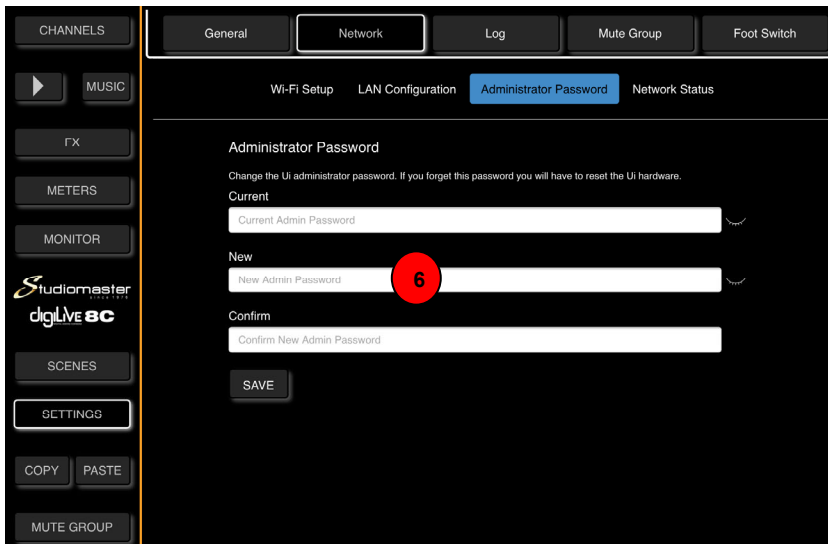 CHANNELS
General Network Log Mute Group Foot Switch
MUSIC
Wi-Fi Setup LAN Configuration Administrator Password Network Status
FX
Administrator Password
Change the Ui administrator password. If you forget this password you will have to reset the Ui hardware.
METERS
Current
Current Admin Password
MONITOR
New
New Admin Password 6
Studiomaster
since 1976
digiLiVE 8C
Confirm
Confirm New Admin Password
SCENES
SAVE
SETTINGS
COPY PASTE
MUTE GROUP